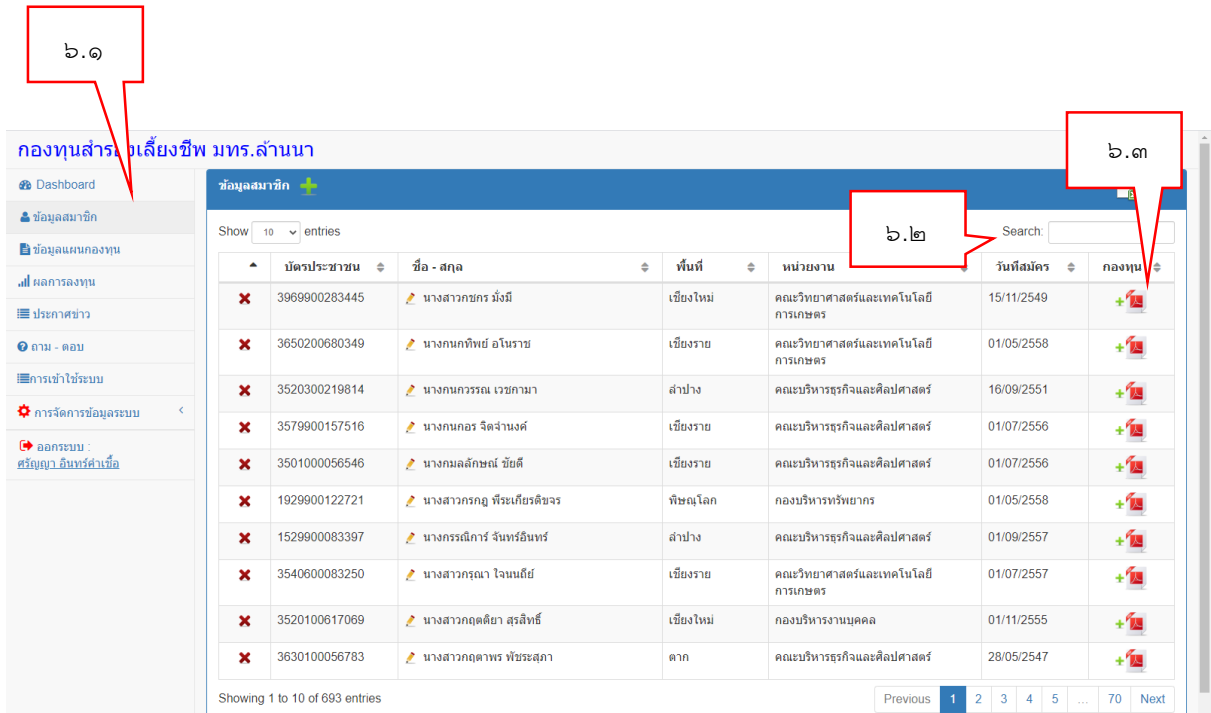 ๖.๑
๖.๓
กองทุนสำรองเลี้ยงชีพ มทร.ล้านนา
Dashboard
ข้อมูลสมาชิก
ข้อมูลแผนกองทุน
ผลการลงทุน
ประกาศข่าว
ถาม - ตอบ
การเข้าใช้ระบบ
การจัดการข้อมูลระบบ
ออกระบบ :
ศรัญญา อินทร์คำเชื้อ
ข้อมูลสมาชิก
๖.๒
Show 10 entries Search:
บัตรประชาชน ชื่อ - สกุล พื้นที่ หน่วยงาน วันที่สมัคร กองทุน
3969900283445 นางสาวกชกร มั่งมี เชียงใหม่ คณะวิทยาศาสตร์และเทคโนโลยี 15/11/2549
การเกษตร
3650200680349 นางกนกทิพย์ อโนราช เชียงราย คณะวิทยาศาสตร์และเทคโนโลยี 01/05/2558
การเกษตร
3520300219814 นางกนกวรรณ เวชกามา ลำปาง คณะบริหารธุรกิจและศิลปศาสตร์ 16/09/2551
3579900157516 นางกนกอร จิตจำนงค์ เชียงราย คณะบริหารธุรกิจและศิลปศาสตร์ 01/07/2556
3501000056546 นางกมลลักษณ์ ชัยดี เชียงราย คณะบริหารธุรกิจและศิลปศาสตร์ 01/07/2556
1929900122721 นางสาวกรกฎ พีระเกียรติขจร พิษณุโลก กองบริหารทรัพยากร 01/05/2558
1529900083397 นางกรรณิการ์ จันทร์อินทร์ ลำปาง คณะบริหารธุรกิจและศิลปศาสตร์ 01/09/2557
3540600083250 นางสาวกรุณา ใจนนถีย์ เชียงราย คณะวิทยาศาสตร์และเทคโนโลยี 01/07/2557
การเกษตร
3520100617069 นางสาวกฤตติยา สุรสิทธิ์ เชียงใหม่ กองบริหารงานบุคคล 01/11/2555
3630100056783 นางสาวกฤตาพร พัชระสุภา ตาก คณะบริหารธุรกิจและศิลปศาสตร์ 28/05/2547
Showing 1 to 10 of 693 entries Previous 1 2 3 4 5 … 70 Next